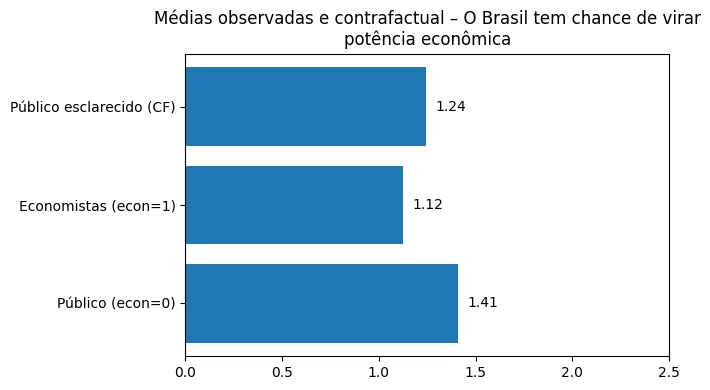 Médias observadas e contrafactual – O Brasil tem chance de virar
potência econômica
Público esclarecido (CF)
1.24
Economistas (econ=1)
1.12
Público (econ=0)
1.41
0.0 0.5 1.0 1.5 2.0 2.5